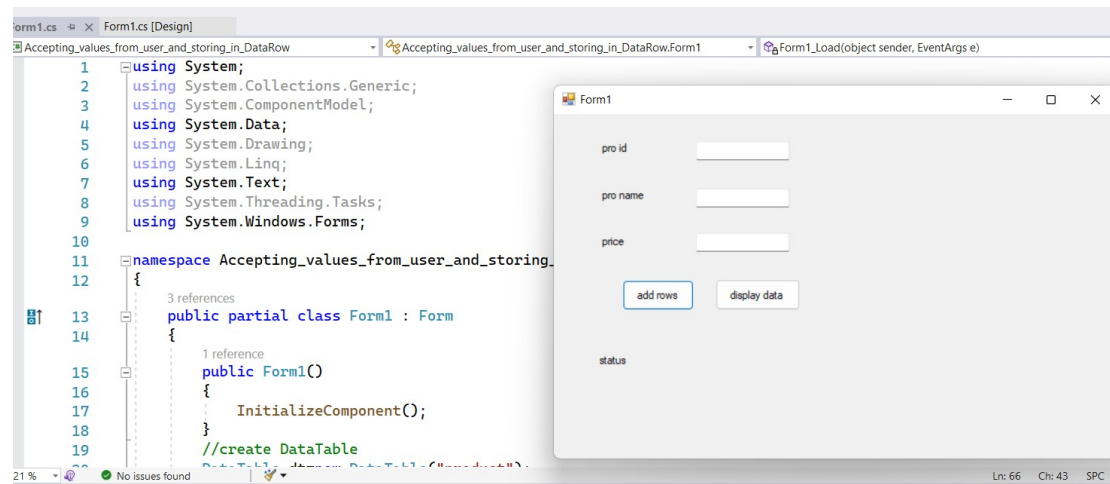 Form1.cs Form1.cs [Design]
Accepting_values_from_user_and_storing_in_DataRow Accepting_values_from_user_and_storing_in_DataRow.Form1 Form1_Load(object sender, EventArgs e)
1 using System;
2 using System.Collections.Generic;
3 using System.ComponentModel;
4 using System.Data;
5 using System.Drawing;
6 using System.Linq;
7 using System.Text;
8 using System.Threading.Tasks;
9 using System.Windows.Forms;
10
11 namespace Accepting_values_from_user_and_storing_
12 {
3 references
13 public partial class Form1 : Form
14 {
1 reference
15 public Form1()
16 {
17 InitializeComponent();
18 }
19 //create DataTable
DataTable dt=new DataTable("product");
21 % No issues found Ln: 66 Ch: 43 SPC
Form1
pro id
pro name
price
add rows display data
status